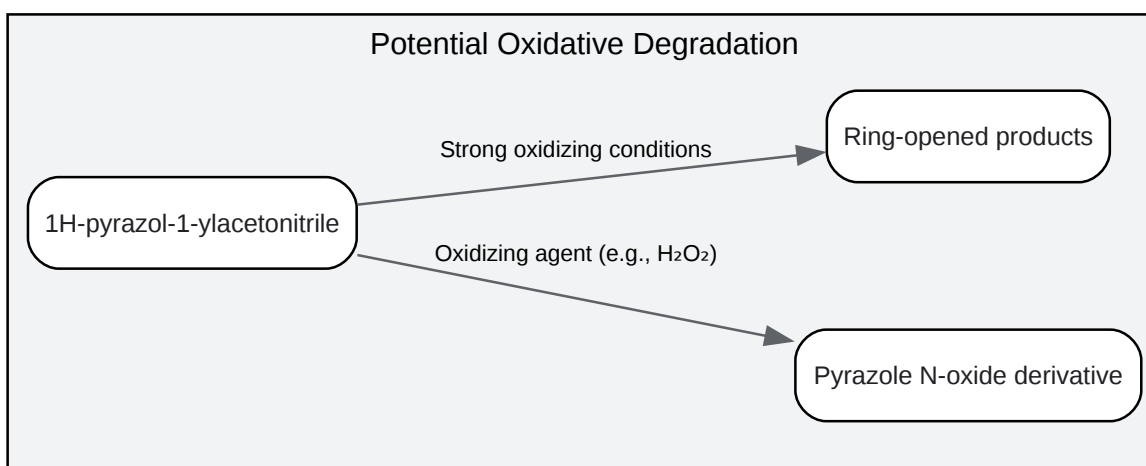 Potential Oxidative Degradation
Ring-opened products
Strong oxidizing conditions
1H-pyrazol-1-ylacetonitrile
Oxidizing agent (e.g., H₂O₂)
Pyrazole N-oxide derivative